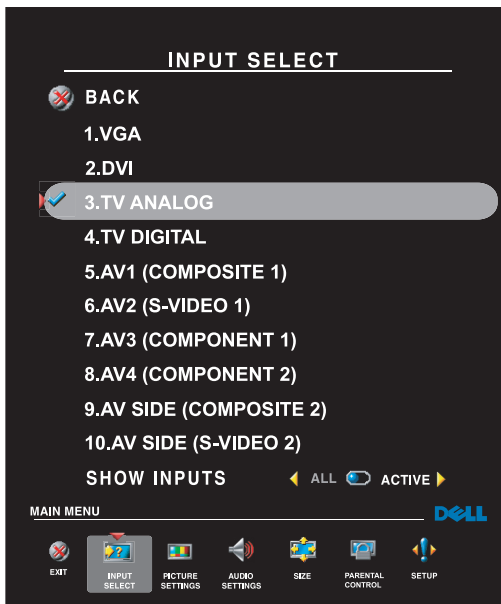 INPUT SELECT
BACK
1.VGA
2.DVI
3.TV ANALOG
4.TV DIGITAL
5.AV1 (COMPOSITE 1)
6.AV2 (S-VIDEO 1)
7.AV3 (COMPONENT 1)
8.AV4 (COMPONENT 2)
9.AV SIDE (COMPOSITE 2)
10.AV SIDE (S-VIDEO 2)
SHOW INPUTS ALL ACTIVE
MAIN MENU
DELL
EXIT
INPUT
SELECT
PICTURE
SETTINGS
AUDIO
SETTINGS
SIZE
PARENTAL
CONTROL
SETUP